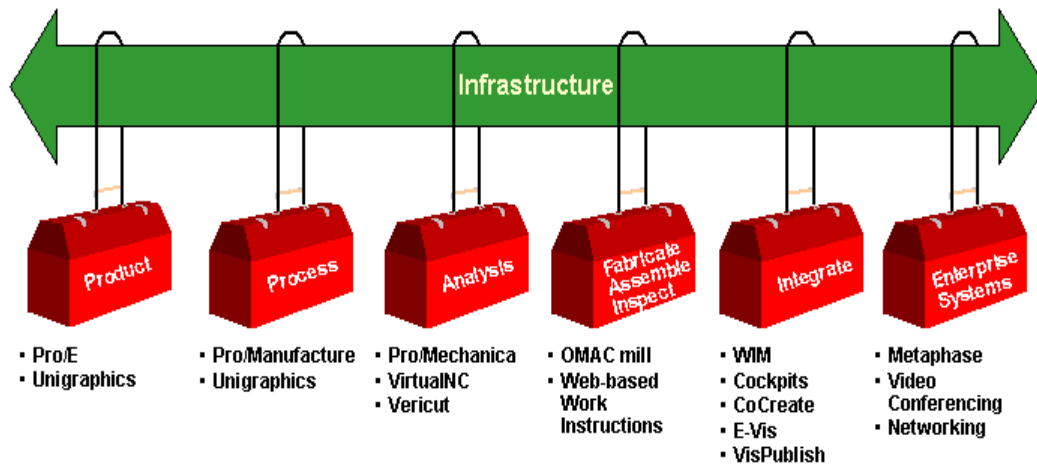 Infrastructure
Product
Process
Analysis
Fabricate
Assemble
Inspect
Integrate
Enterprise
Systems
▪ Pro/E
▪ Unigraphics
▪ Pro/Manufacture
▪ Unigraphics
▪ Pro/Mechanica
▪ VirtualNC
▪ Vericut
▪ OMAC mill
▪ Web-based
Work
Instructions
▪ WIM
▪ Cockpits
▪ CoCreate
▪ E-Vis
▪ VisPublish
▪ Metaphase
▪ Video
Conferencing
▪ Networking